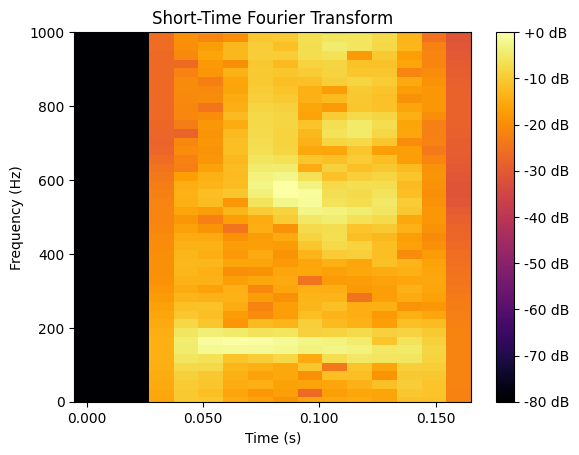 Short-Time Fourier Transform
1000
800
600
400
200
0
Frequency (Hz)
0.000
0.050
0.100
0.150
Time (s)
+0 dB
-10 dB
-20 dB
-30 dB
-40 dB
-50 dB
-60 dB
-70 dB
-80 dB